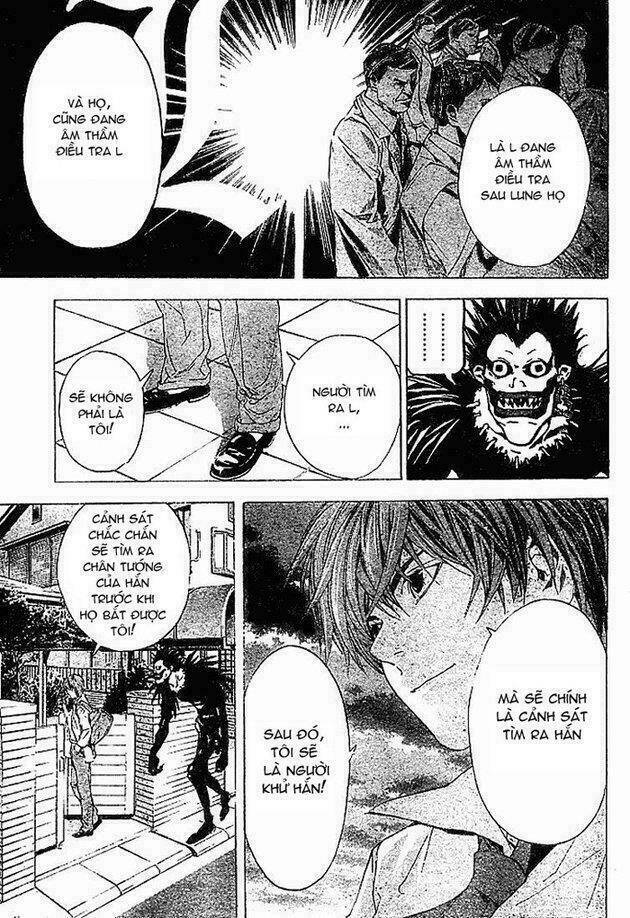 LÀ L ĐANG
ÂM THẦM
ĐIỀU TRA
SAU LƯNG HỌ
VÀ HỌ,
CŨNG ĐANG
ÂM THẦM
ĐIỀU TRA L
........
........
NGƯỜI TÌM
RA L,
...
SẼ KHÔNG
PHẢI LÀ
TÔI!
MÀ SẼ CHÍNH
LÀ CẢNH SÁT
TÌM RA HẮN
SAU ĐÓ,
TÔI SẼ
LÀ NGƯỜI
KHỬ HẮN!
CẢNH SÁT
CHẮC CHẮN
SẼ TÌM RA
CHÂN TƯỚNG
CỦA HẮN
TRƯỚC KHI
HỌ BẮT ĐƯỢC
TÔI!